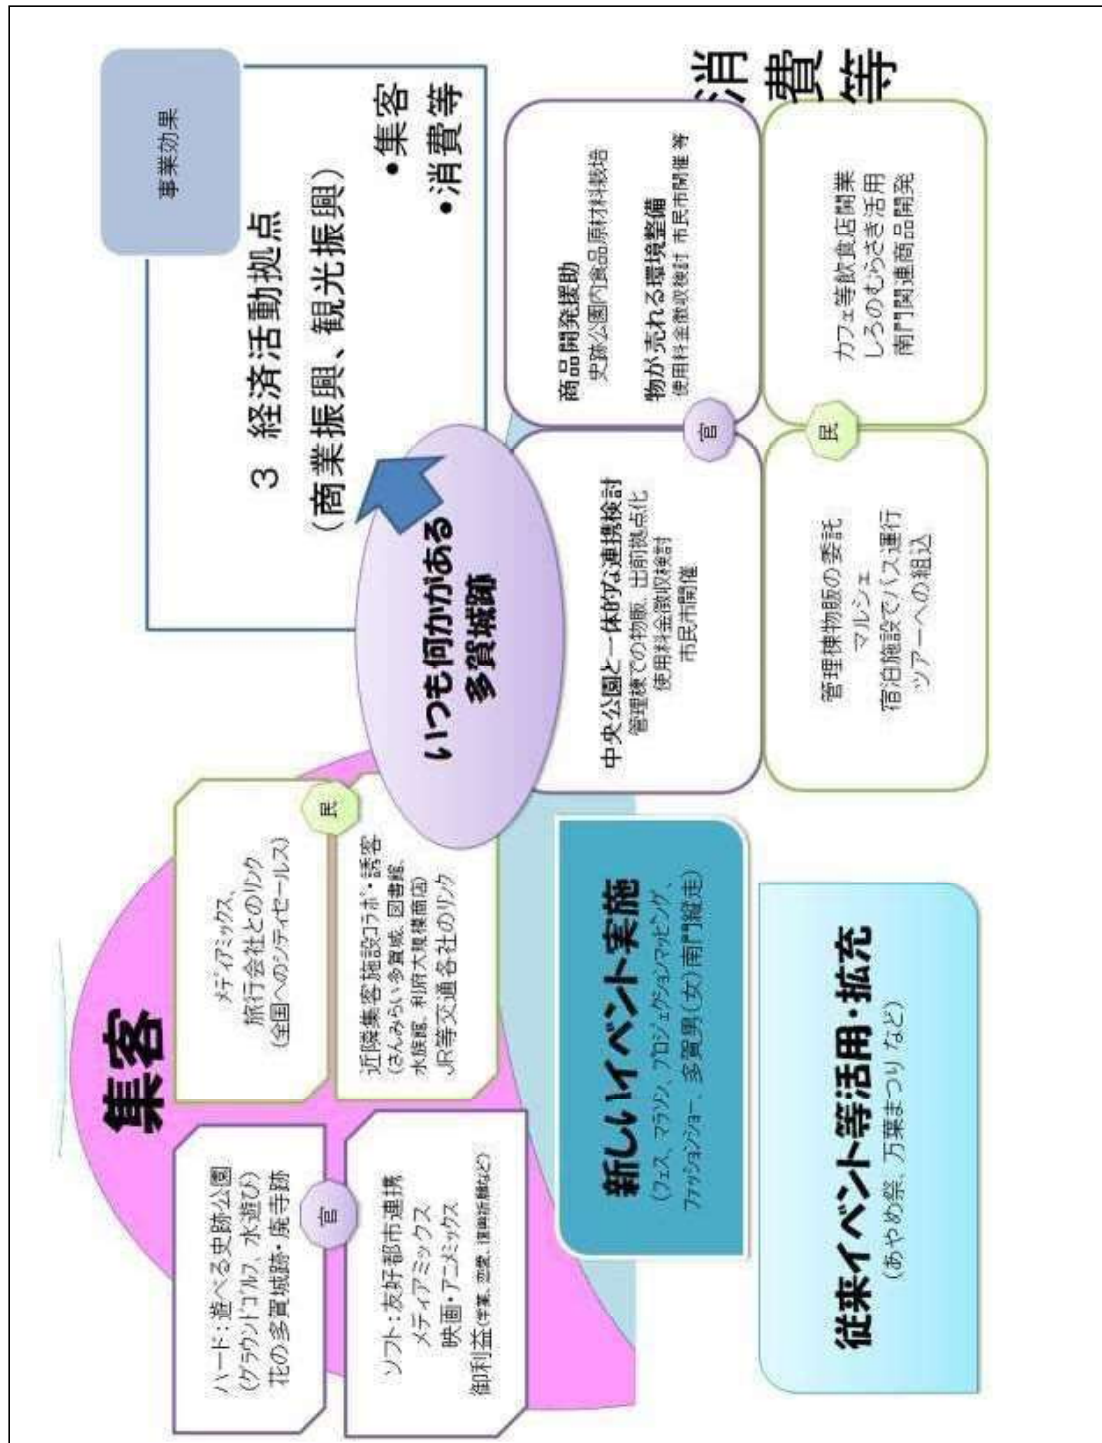 事業効果
3 経済活動拠点
(商業振興、観光振興)
•集客
•消費等
集客
ハード：遊べる史跡公園
(グラウンドゴルフ、水遊び)
花の多賀城跡・廃寺跡
官
ソフト：友好都市連携
メディアミックス
映画・アニメミックス
御利益(学業、恋愛、復興祈願など)
メディアミックス、
旅行会社とのリンク
(全国へのシティセールス)
民
近隣集客施設コラボ・誘客
(さんみらい多賀城、図書館、
水族館、利府大規模商店)
JR等交通各社のリンク
いつも何かがある
多賀城跡
新しいイベント実施
(フェス、マラソン、プロジェクションマッピング、
ファッションショー、多賀男(女)南門縦走)
従来イベント等活用・拡充
(あやめ祭、万葉まつり など)
消費等
中央公園と一体的な連携検討
管理棟での物販、出前拠点化
使用料金徴収検討
市民市開催
商品開発援助
史跡公園内食品原材料栽培
物が売れる環境整備
使用料金徴収検討 市民市開催 等
官
管理棟物販の委託
マルシェ
宿泊施設でバス運行
ツアーへの組込
民
カフェ等飲食店開業
しろのむらさき活用
南門関連商品開発